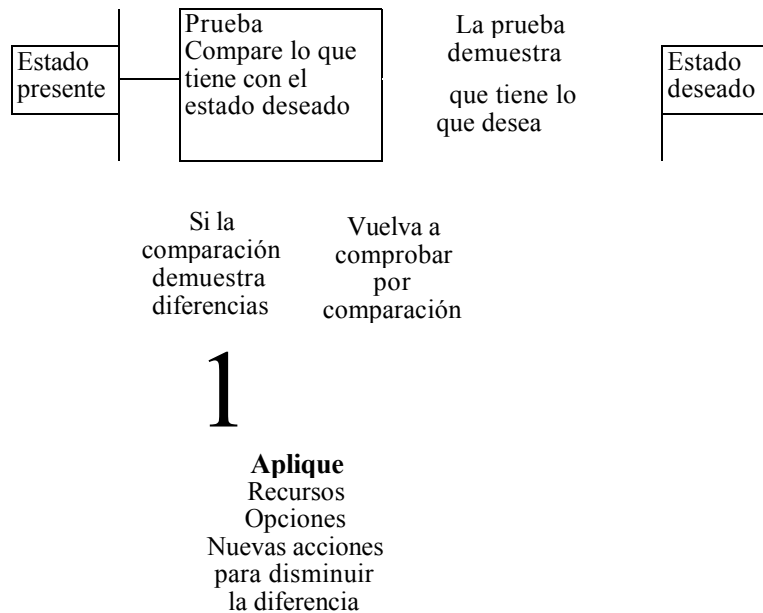 Estado
presente
Prueba
Compare lo que
tiene con el
estado deseado
La prueba
demuestra
que tiene lo
que desea
Estado
deseado
Si la
comparación
demuestra
diferencias
Vuelva a
comprobar
por
comparación
1
Aplique
Recursos
Opciones
Nuevas acciones
para disminuir
la diferencia